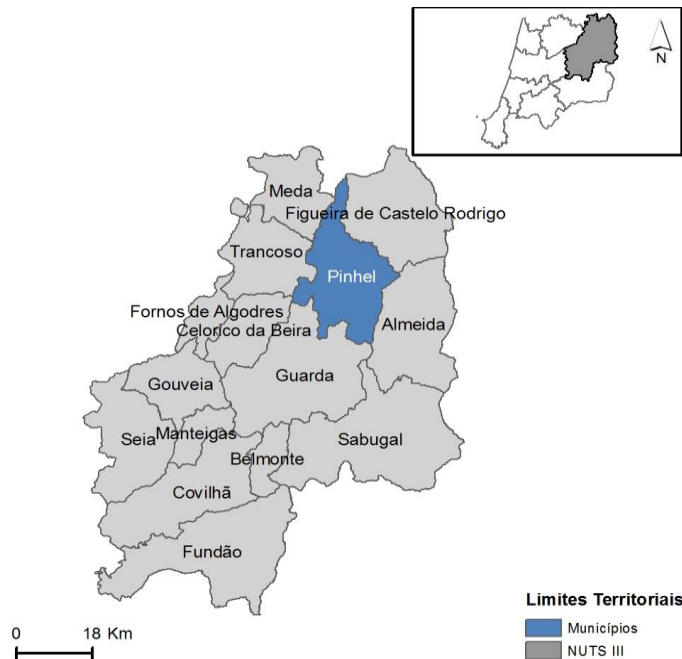 N
Meda
Figueira de Castelo Rodrigo
Trancoso
Pinhel
Fornos de Algodres
Almeida
Celorico da Beira
Guarda
Gouveia
Seia
Manteigas
Sabugal
Belmonte
Covilhã
Fundão
Limites Territoriais
0 18 Km
Municípios
NUTS III